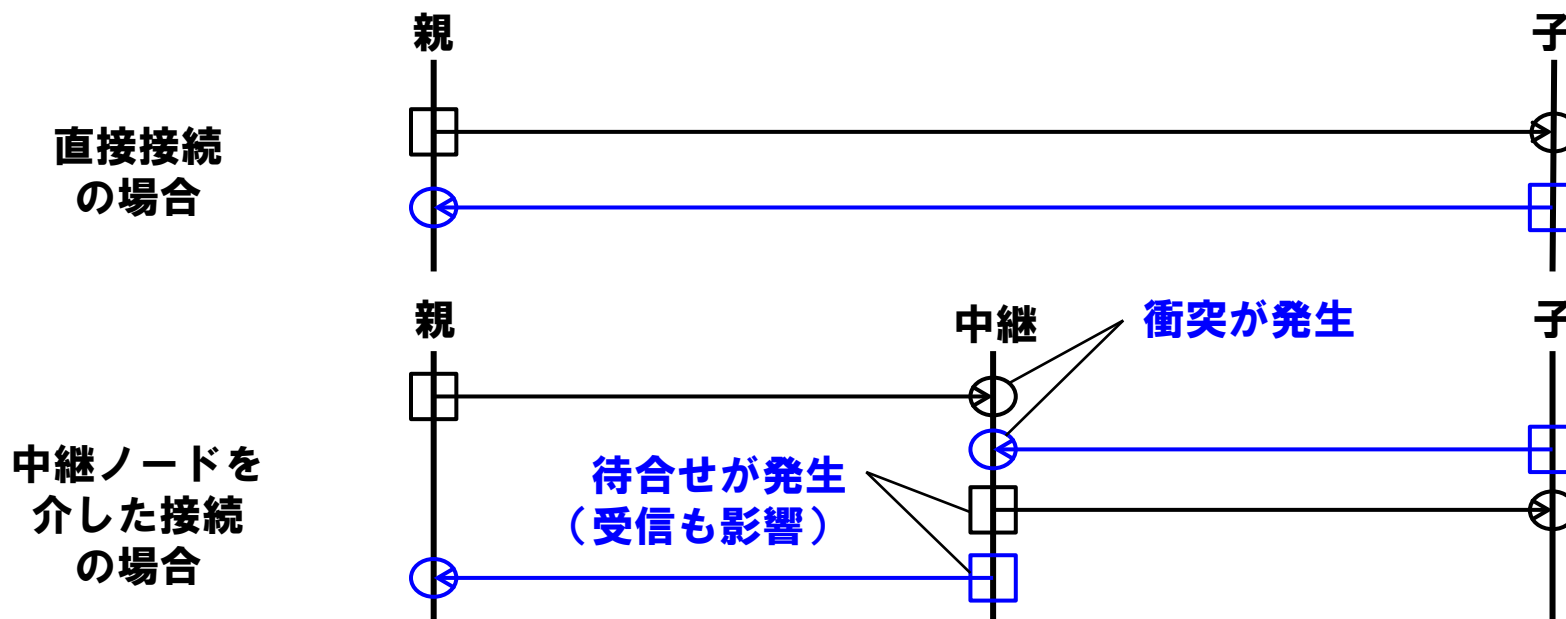 親
子
直接接続
の場合
親
中継
衝突が発生
子
中継ノードを
介した接続
の場合
待合せが発生
（受信も影響）